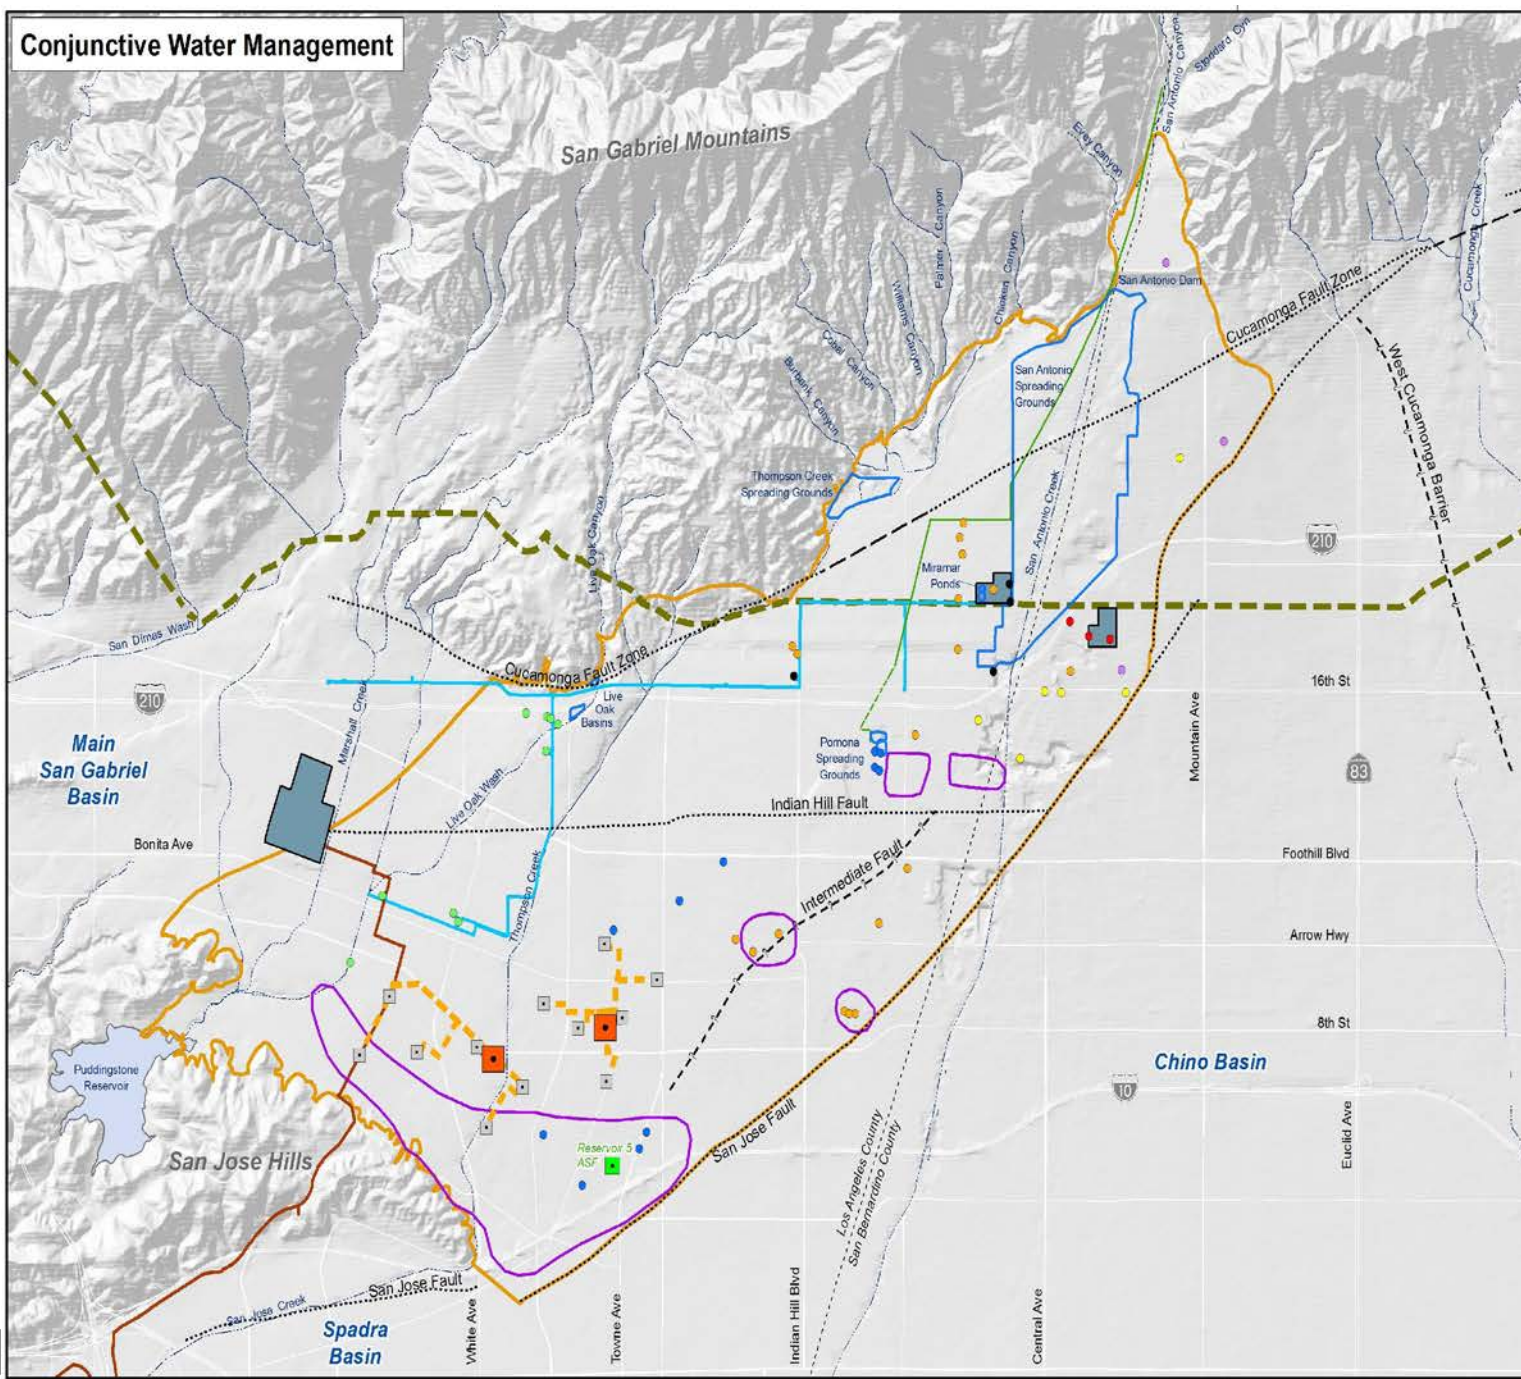 Conjunctive Water Management
San Gabriel Mountains
San Antonio Canyon
Stoddard Cyn
Evey Canyon
Palmer Canyon
Chicken Canyon
Williams Canyon
Cobal Canyon
Burbank Canyon
Cucamonga Creek
San Antonio Dam
Cucamonga Fault Zone
West Cucamonga Barrier
San Antonio
Spreading
Grounds
Thompson Creek
Spreading Grounds
Live Oak Canyon
San Antonio Creek
210
Miramar
Ponds
San Dimas Wash
Cucamonga Fault Zone
16th St
210
Marshall Creek
Live
Oak
Basins
Mountain Ave
Main
San Gabriel
Basin
Pomona
Spreading
Grounds
83
Live Oak Wash
Indian Hill Fault
Bonita Ave
Foothill Blvd
Intermediate Fault
Thompson Creek
Arrow Hwy
8th St
Puddingstone
Reservoir
Chino Basin
10
San Jose Fault
Los Angeles County
San Bernardino County
Euclid Ave
Reservoir 5
ASR
San Jose Hills
San Jose Fault
San Jose Creek
Spadra
Basin
White Ave
Towne Ave
Indian Hill Blvd
Central Ave